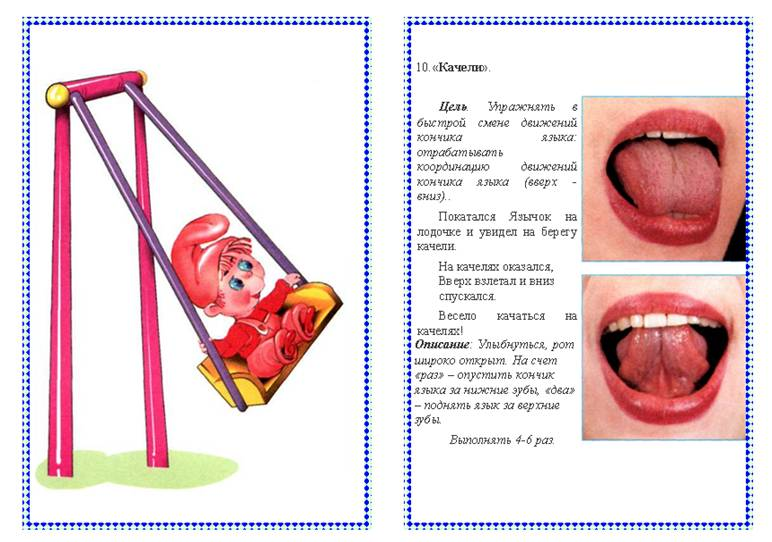 10.«Качели».
Цель. Упражнять в
быстрой смене движений
кончика языка:
отрабатывать
координацию движений
кончика языка (вверх -
вниз)..
Покатался Язычок на
лодочке и увидел на берегу
качели.
На качелях оказался,
Вверх взлетал и вниз
спускался.
Весело качаться на
качелях!
Описание: Улыбнуться, рот
широко открыт. На счет
«раз» – опустить кончик
языка за нижние зубы, «два»
– поднять язык за верхние
зубы.
Выполнять 4-6 раз.